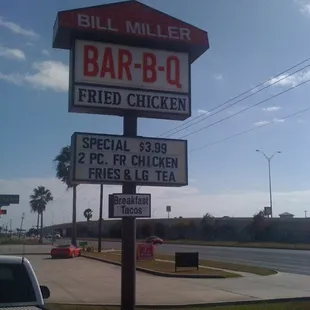 BILL MILLER
BAR-B-Q
FRIED CHICKEN
SPECIAL $3.99
2 PC. FR CHICKEN
FRIES & LG TEA
Breakfast
Tacos